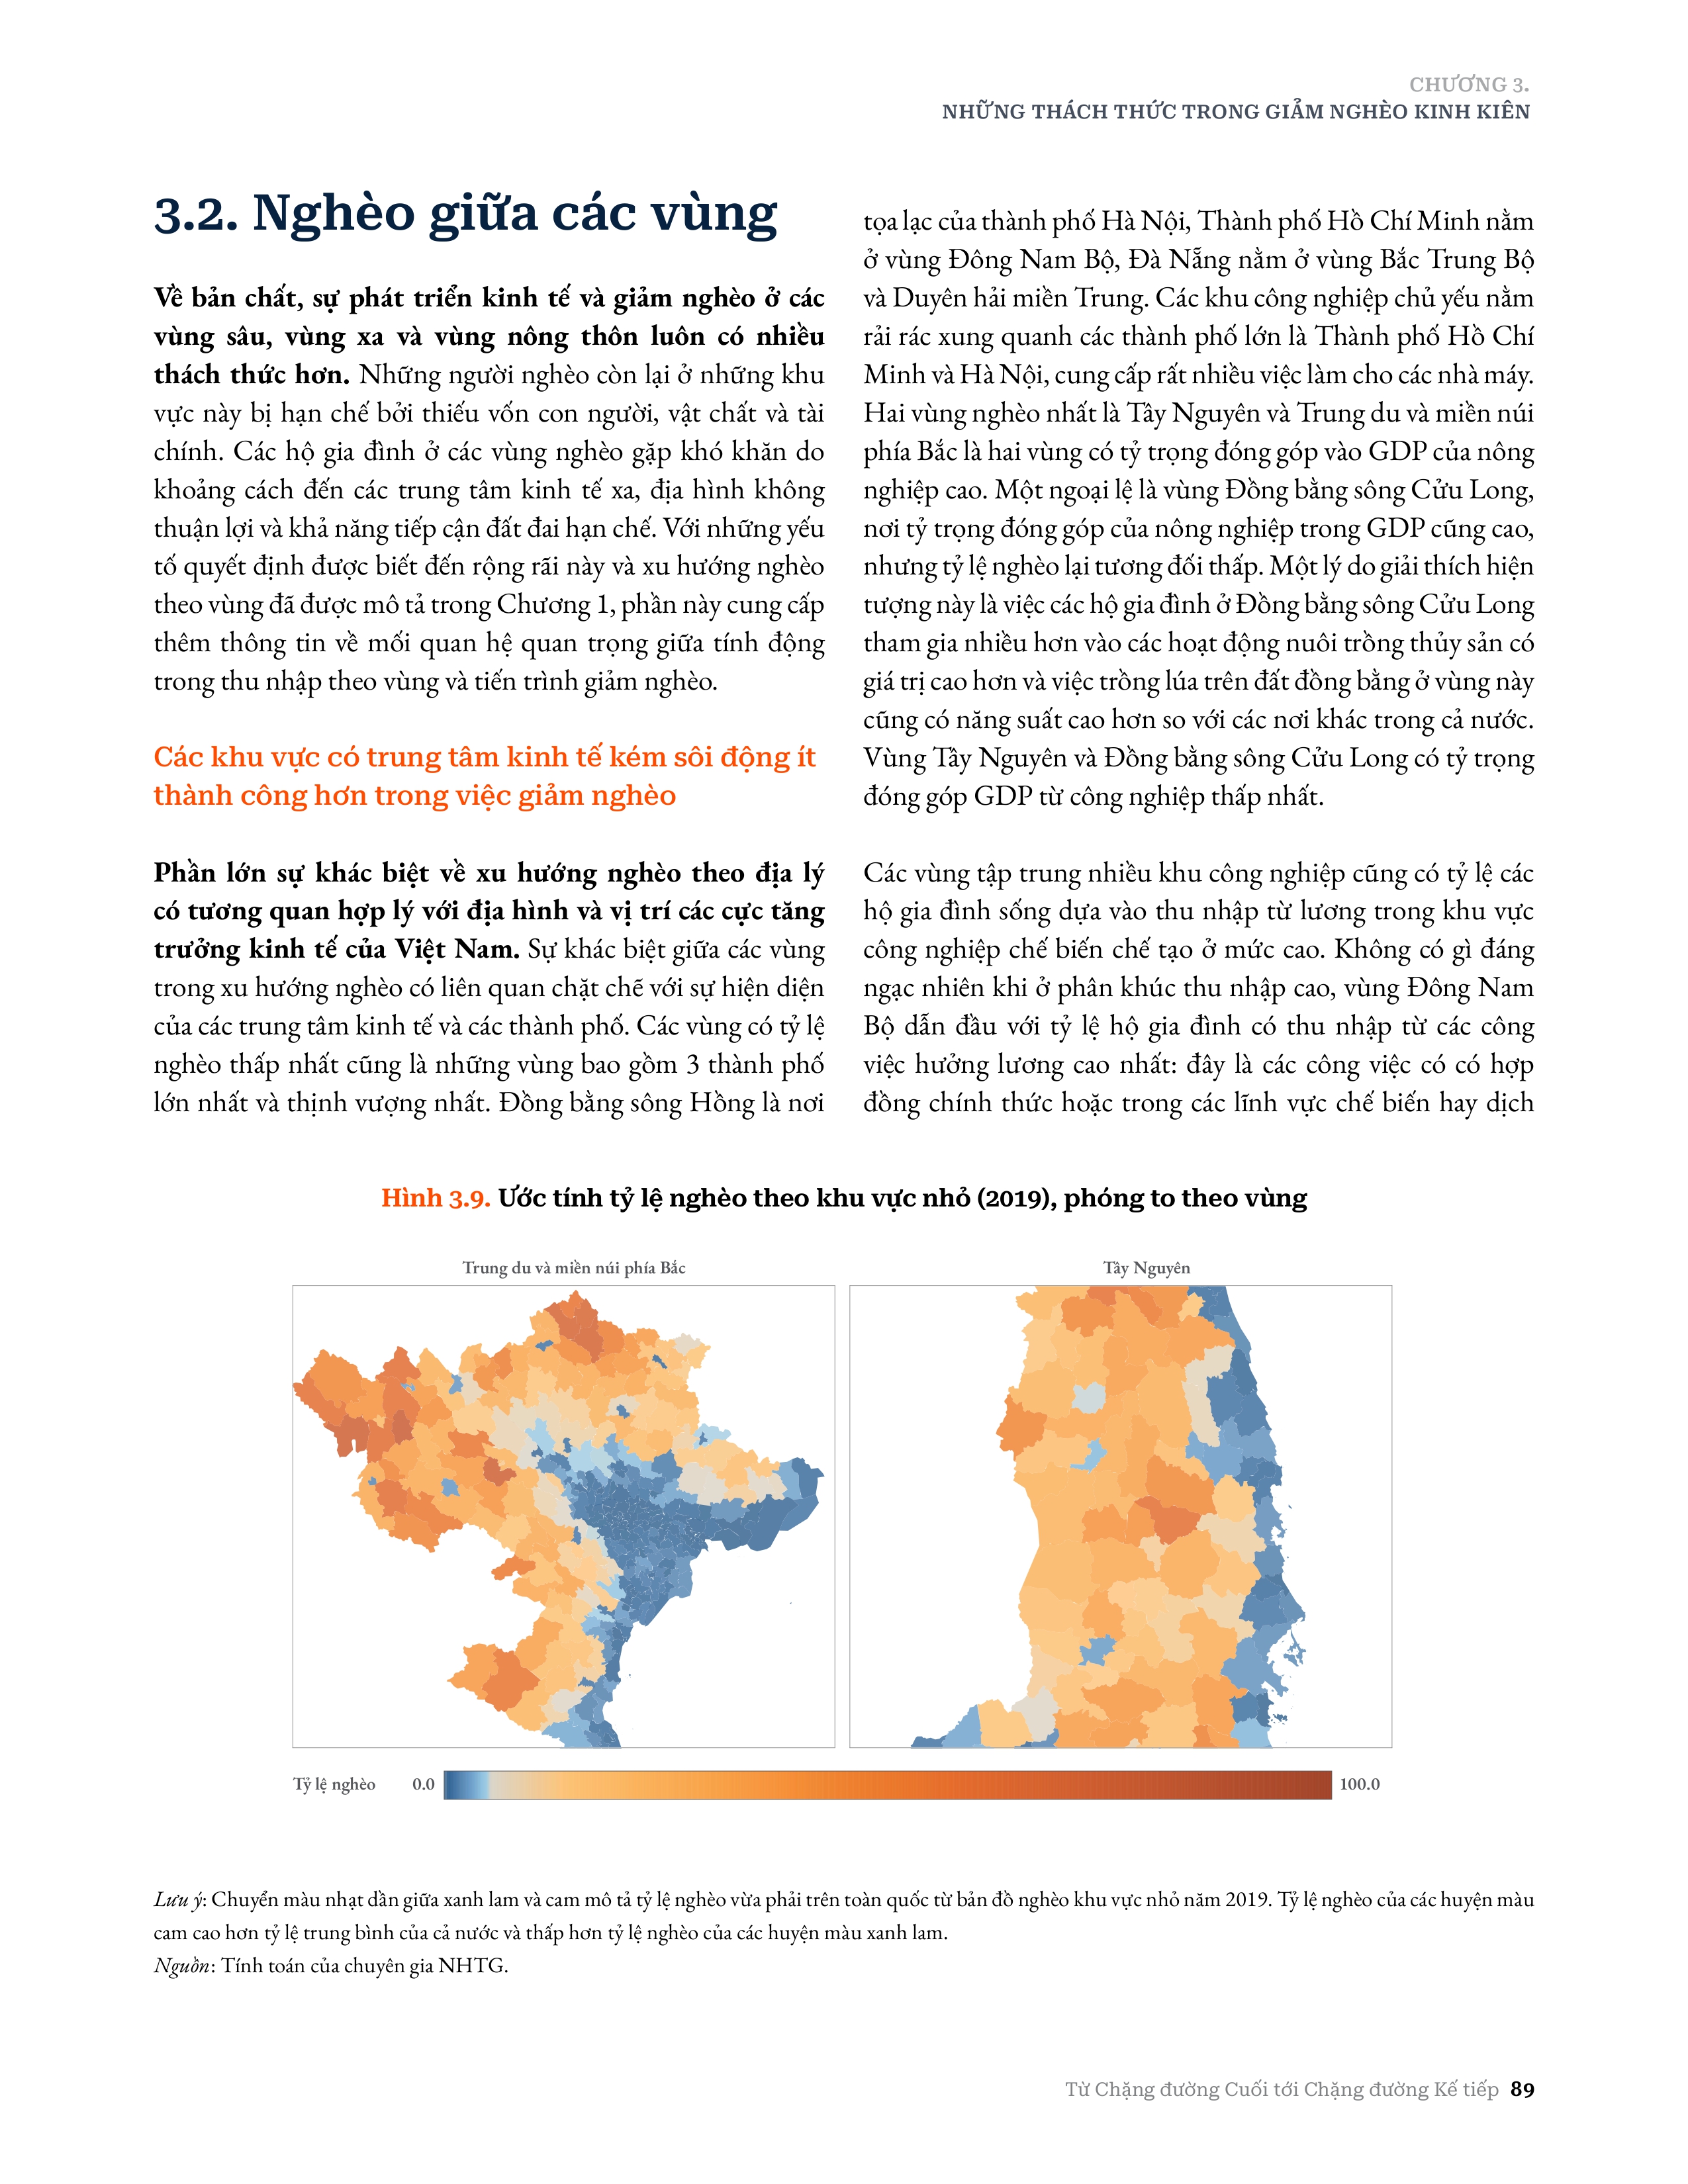 CHƯƠNG 3.
NHỮNG THÁCH THỨC TRONG GIẢM NGHÈO KINH KIÊN
3.2. Nghèo giữa các vùng
Về bản chất, sự phát triển kinh tế và giảm nghèo ở các
vùng sâu, vùng xa và vùng nông thôn luôn có nhiều
thách thức hơn. Những người nghèo còn lại ở những khu
vực này bị hạn chế bởi thiếu vốn con người, vật chất và tài
chính. Các hộ gia đình ở các vùng nghèo gặp khó khăn do
khoảng cách đến các trung tâm kinh tế xa, địa hình không
thuận lợi và khả năng tiếp cận đất đai hạn chế. Với những yếu
tố quyết định được biết đến rộng rãi này và xu hướng nghèo
theo vùng đã được mô tả trong Chương 1, phần này cung cấp
thêm thông tin về mối quan hệ quan trọng giữa tính động
trong thu nhập theo vùng và tiến trình giảm nghèo.
Các khu vực có trung tâm kinh tế kém sôi động ít
thành công hơn trong việc giảm nghèo
Phần lớn sự khác biệt về xu hướng nghèo theo địa lý
có tương quan hợp lý với địa hình và vị trí các cực tăng
trưởng kinh tế của Việt Nam. Sự khác biệt giữa các vùng
trong xu hướng nghèo có liên quan chặt chẽ với sự hiện diện
của các trung tâm kinh tế và các thành phố. Các vùng có tỷ lệ
nghèo thấp nhất cũng là những vùng bao gồm 3 thành phố
lớn nhất và thịnh vượng nhất. Đồng bằng sông Hồng là nơi
tọa lạc của thành phố Hà Nội, Thành phố Hồ Chí Minh nằm
ở vùng Đông Nam Bộ, Đà Nẵng nằm ở vùng Bắc Trung Bộ
và Duyên hải miền Trung. Các khu công nghiệp chủ yếu nằm
rải rác xung quanh các thành phố lớn là Thành phố Hồ Chí
Minh và Hà Nội, cung cấp rất nhiều việc làm cho các nhà máy.
Hai vùng nghèo nhất là Tây Nguyên và Trung du và miền núi
phía Bắc là hai vùng có tỷ trọng đóng góp vào GDP của nông
nghiệp cao. Một ngoại lệ là vùng Đồng bằng sông Cửu Long,
nơi tỷ trọng đóng góp của nông nghiệp trong GDP cũng cao,
nhưng tỷ lệ nghèo lại tương đối thấp. Một lý do giải thích hiện
tượng này là việc các hộ gia đình ở Đồng bằng sông Cửu Long
tham gia nhiều hơn vào các hoạt động nuôi trồng thủy sản có
giá trị cao hơn và việc trồng lúa trên đất đồng bằng ở vùng này
cũng có năng suất cao hơn so với các nơi khác trong cả nước.
Vùng Tây Nguyên và Đồng bằng sông Cửu Long có tỷ trọng
đóng góp GDP từ công nghiệp thấp nhất.
Các vùng tập trung nhiều khu công nghiệp cũng có tỷ lệ các
hộ gia đình sống dựa vào thu nhập từ lương trong khu vực
công nghiệp chế biến chế tạo ở mức cao. Không có gì đáng
ngạc nhiên khi ở phân khúc thu nhập cao, vùng Đông Nam
Bộ dẫn đầu với tỷ lệ hộ gia đình có thu nhập từ các công
việc hưởng lương cao nhất: đây là các công việc có có hợp
đồng chính thức hoặc trong các lĩnh vực chế biến hay dịch
Hình 3.9. Ước tính tỷ lệ nghèo theo khu vực nhỏ (2019), phóng to theo vùng
Trung du và miền núi phía Bắc
Tây Nguyên
Tỷ lệ nghèo 0.0 100.0
Lưu ý: Chuyển màu nhạt dần giữa xanh lam và cam mô tả tỷ lệ nghèo vừa phải trên toàn quốc từ bản đồ nghèo khu vực nhỏ năm 2019. Tỷ lệ nghèo của các huyện màu
cam cao hơn tỷ lệ trung bình của cả nước và thấp hơn tỷ lệ nghèo của các huyện màu xanh lam.
Nguồn: Tính toán của chuyên gia NHTG.
Từ Chặng đường Cuối tới Chặng đường Kế tiếp 89